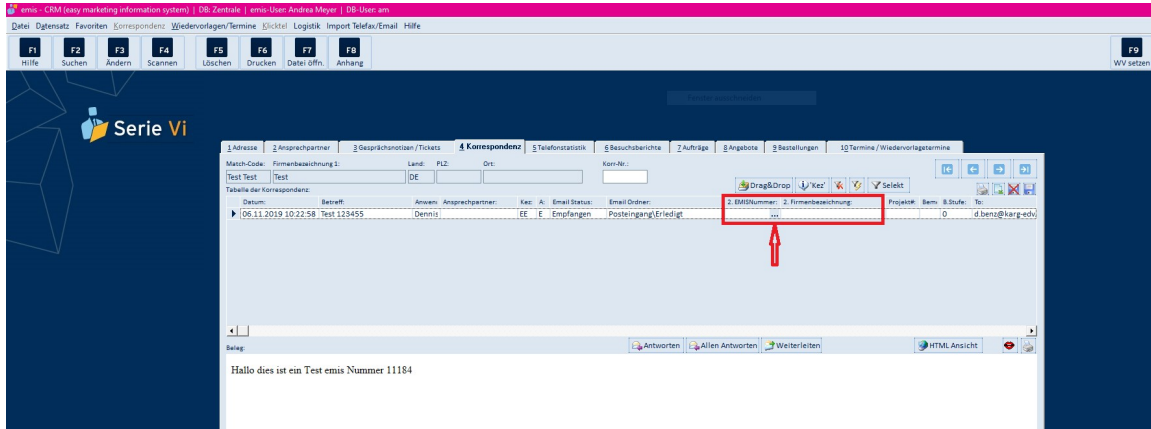 emis - CRM (easy marketing information system) | DB: Zentrale | emis-User: Andrea Meyer | DB-User: am
Datei Datensatz Favoriten Korrespondenz Wiedervorlagen/Termine Klicktel Logistik Import Telefax/Email Hilfe
F1 F2 F3 F4 F5 F6 F7 F8 F9
Hilfe Suchen Ändern Scannen Löschen Drucken Datei öffn. Anhang WV setzen
Serie Vi
1 Adresse 2 Ansprechpartner 3 Gesprächsnotizen / Tickets 4 Korrespondenz 5 Telefonstatistik 6 Besuchsberichte 7 Aufträge 8 Angebote 9 Bestellungen 10 Termine / Wiedervorlagetermine
Match-Code: Firmenbezeichnung 1: Land: PLZ: Ort: Korr-Nr.:
Test Test Test DE
Drag&Drop 'Kez' Selekt
Tabelle der Korrespondenz:
Datum: Betreff: Anwen Ansprechpartner: Kez: A: Email Status: Email Ordner: 2. EMISNummer: 2. Firmenbezeichnung: Projekt#: Bem B.Stufe: To:
06.11.2019 10:22:58 Test 123455 Dennis EE E Empfangen Posteingang\Erledigt ... 0 d.benz@karg-edv.
Beleg: Antworten Allen Antworten Weiterleiten HTML Ansicht
Hallo dies ist ein Test emis Nummer 11184